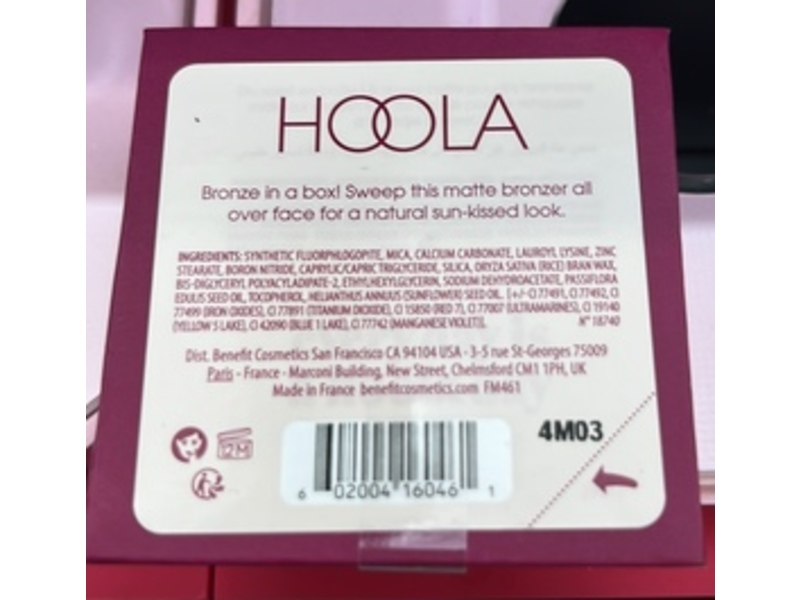 HOOLA
Bronze in a box! Sweep this matte bronzer all
over face for a natural sun-kissed look.
INGREDIENTS: SYNTHETIC FLUORPHLOGOPITE, MICA, CALCIUM CARBONATE, LAUROYL LYSINE, ZINC
STEARATE, BORON NITRIDE, CAPRYLIC/CAPRIC TRIGLYCERIDE, SILICA, ORYZA SATIVA (RICE) BRAN WAX,
BIS-DIGLYCERYL POLYACYLADIPATE-2, ETHYLHEXYLGLYCERIN, SODIUM DEHYDROACETATE, PASSIFLORA
EDULIS SEED OIL, TOCOPHEROL, HELIANTHUS ANNUUS (SUNFLOWER) SEED OIL. [+/- CI 77491, CI 77492, CI
77499 (IRON OXIDES), CI 77891 (TITANIUM DIOXIDE), CI 15850 (RED 7), CI 77007 (ULTRAMARINES), CI 19140
(YELLOW 5 LAKE), CI 42090 (BLUE 1 LAKE), CI 77742 (MANGANESE VIOLET)]. N° 18740
Dist. Benefit Cosmetics San Francisco CA 94104 USA - 3-5 rue St-Georges 75009
Paris - France - Marconi Building, New Street, Chelmsford CM1 1PH, UK
Made in France benefitcosmetics.com FM461
4M03
12M
6 02004 16046 1